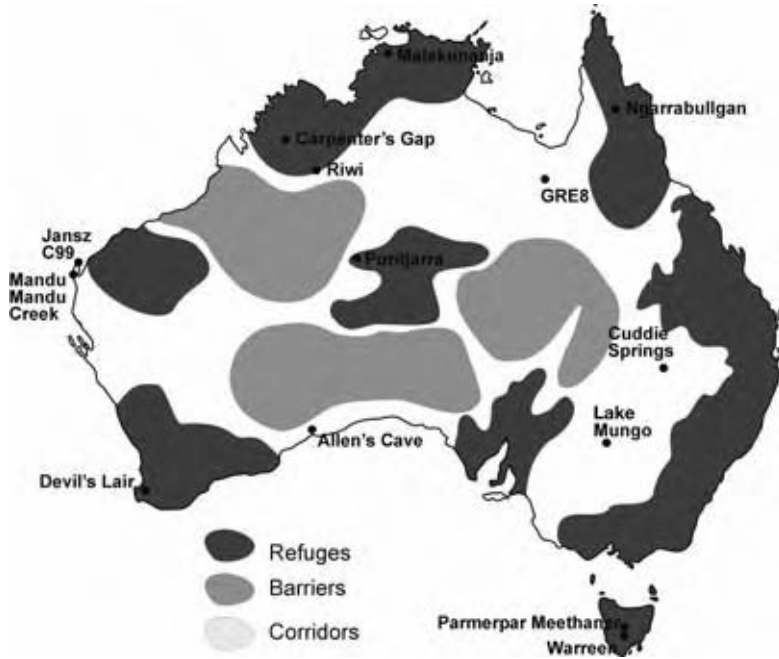 Malakunanja
Ngarrabullgan
Carpenter's Gap
Riwi
GRE8
Jansz
C99
Puritjarra
Mandu
Mandu
Creek
Cuddie
Springs
Lake
Mungo
Allen's Cave
Devil's Lair
Refuges
Barriers
Corridors
Parmerpar Meethaner
Warreen